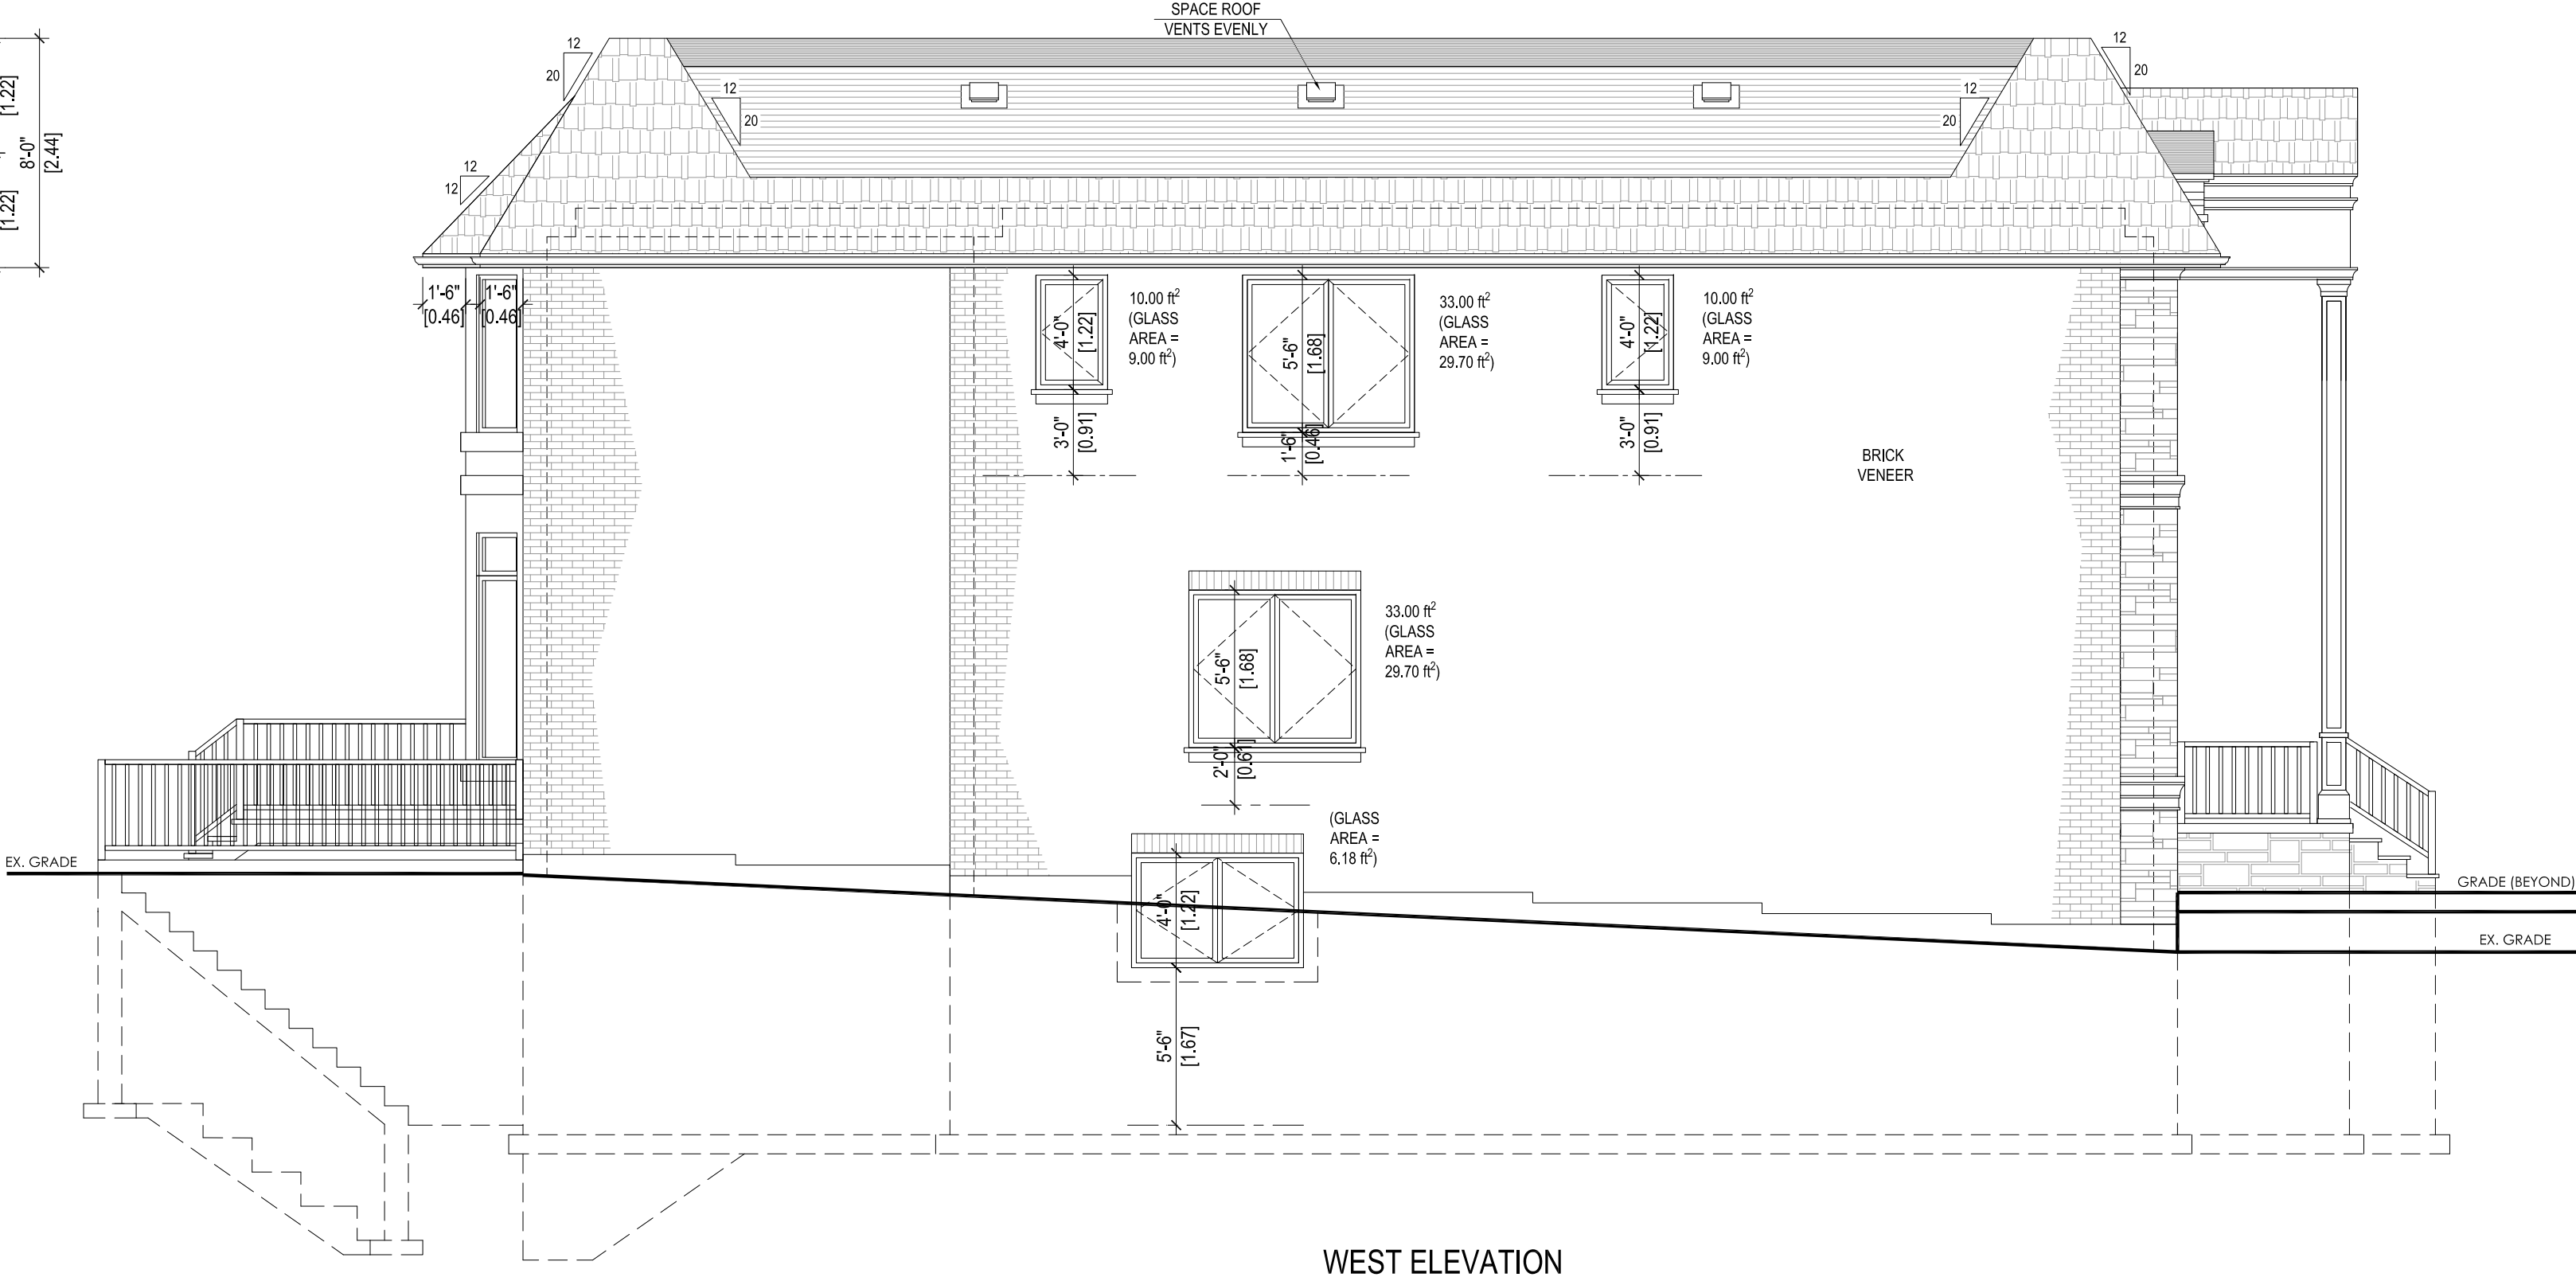 SPACE ROOF
VENTS EVENLY
12
20
12
20
[1.22]
8'-0"
[2.44]
[1.22]
12
20
12
20
12
12
1'-6"
[0.46]
1'-6"
[0.46]
4'-0"
[1.22]
10.00 ft²
(GLASS
AREA =
9.00 ft²)
5'-6"
[1.68]
33.00 ft²
(GLASS
AREA =
29.70 ft²)
4'-0"
[1.22]
10.00 ft²
(GLASS
AREA =
9.00 ft²)
3'-0"
[0.91]
1'-6"
[0.46]
3'-0"
[0.91]
BRICK
VENEER
5'-6"
[1.68]
33.00 ft²
(GLASS
AREA =
29.70 ft²)
2'-0"
[0.61]
(GLASS
AREA =
6.18 ft²)
EX. GRADE
4'-0"
[1.22]
GRADE (BEYOND)
EX. GRADE
5'-6"
[1.67]
WEST ELEVATION